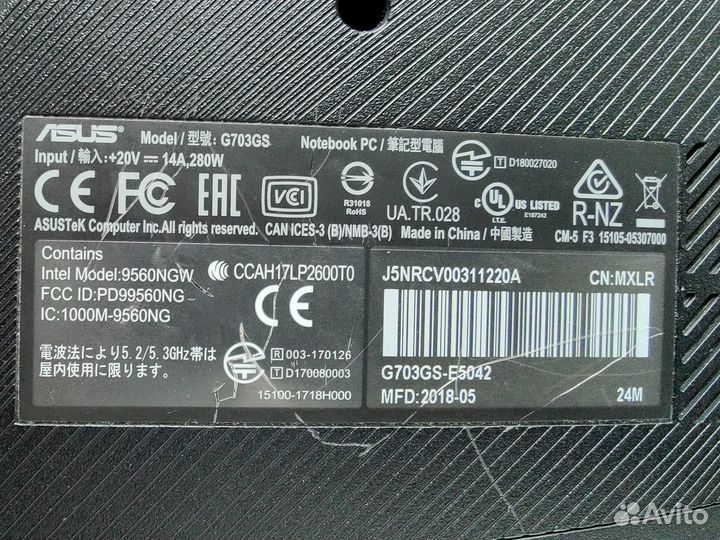 ASUS Model / 型號: G703GS Notebook PC / 筆記型電腦
Input / 輸入: +20V ⎓ 14A,280W
T D180027020
CE FC EAC VCI R31018 RoHS UA.TR.028 C UL US LISTED I.T.E. E187242 R-NZ
ASUSTeK Computer Inc.All rights reserved. CAN ICES-3 (B)/NMB-3(B) Made in China / 中國製造 CM-5 F3 15105-05307000
Contains
Intel Model:9560NGW CCAH17LP2600T0
FCC ID:PD99560NG CE
IC:1000M-9560NG
電波法により5.2/5.3GHz帯は R 003-170126
屋内使用に限ります. T D170080003
15100-1718H000
J5NRCV00311220A CN:MXLR
G703GS-E5042
MFD:2018-05 24M
Avito